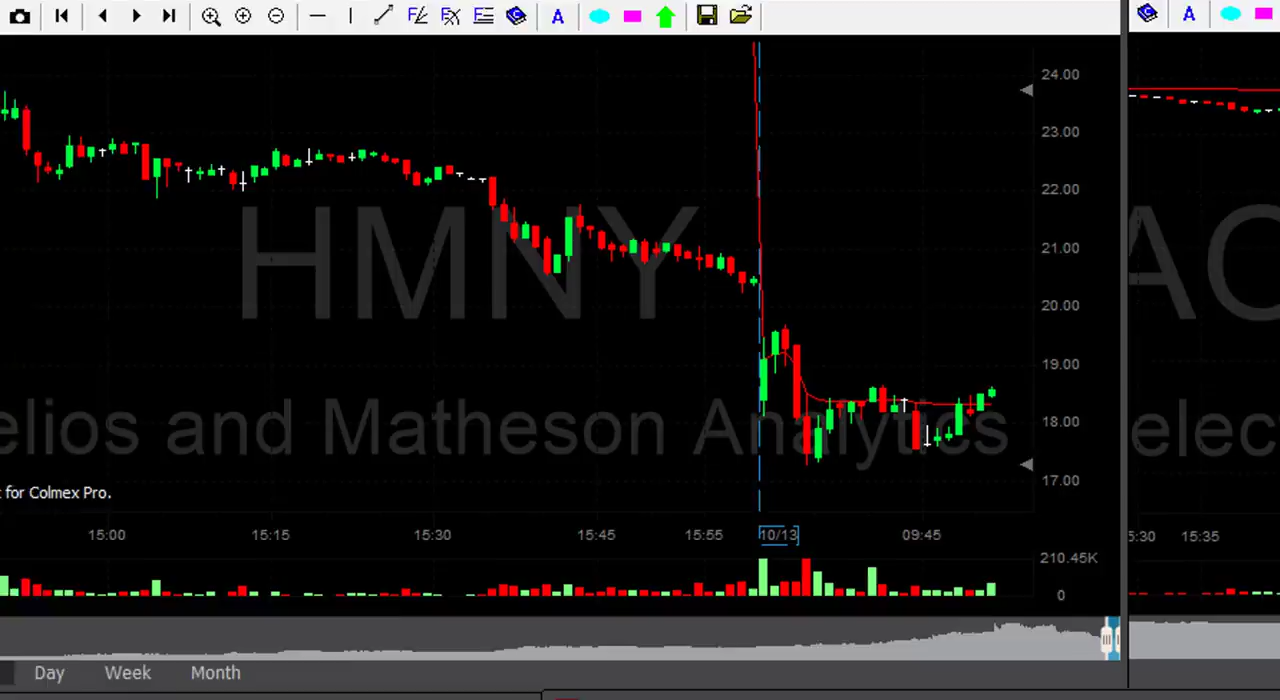 A
A
24.00
23.00
22.00
21.00
20.00
19.00
18.00
17.00
HMNY
elios and Matheson Analytics
AC
elec
t for Colmex Pro.
15:00 15:15 15:30 15:45 15:55 10/13 09:45
5:30 15:35
210.45K
0
Day Week Month